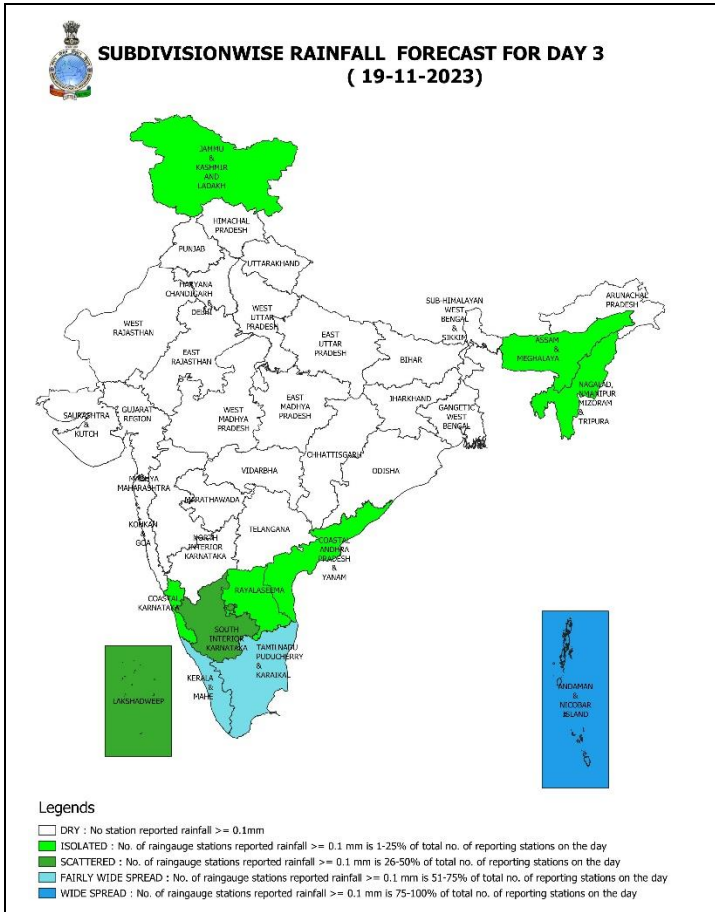 SUBDIVISIONWISE RAINFALL FORECAST FOR DAY 3
( 19-11-2023)
JAMMU
&
KASHMIR
AND
LADAKH
HIMACHAL
PRADESH
PUNJAB
UTTARAKHAND
HARYANA
CHANDIGARH
&
DELHI
WEST
RAJASTHAN
WEST
UTTAR
PRADESH
EAST
UTTAR
PRADESH
SUB-HIMALAYAN
WEST
BENGAL
&
SIKKIM
ARUNACHAL
PRADESH
ASSAM
&
MEGHALAYA
EAST
RAJASTHAN
BIHAR
NAGALAD,
MANIPUR
MIZORAM
&
TRIPURA
SAURASHTRA
&
KUTCH
GUJARAT
REGION
WEST
MADHYA
PRADESH
EAST
MADHYA
PRADESH
JHARKHAND
GANGETIC
WEST
BENGAL
CHHATTISGARH
ODISHA
VIDARBHA
MADHYA
MAHARASHTRA
MARATHAWADA
KONKAN
&
GOA
NORTH
INTERIOR
KARNATAKA
TELANGANA
COASTAL
ANDHRA
PRADESH
&
YANAM
RAYALASEEMA
COASTAL
KARNATAKA
SOUTH
INTERIOR
KARNATAKA
TAMILNADU
PUDUCHERRY
&
KARAIKAL
KERALA
&
MAHE
LAKSHADWEEP
ANDAMAN
&
NICOBAR
ISLAND
Legends
DRY : No station reported rainfall >= 0.1mm
ISOLATED : No. of raingauge stations reported rainfall >= 0.1 mm is 1-25% of total no. of reporting stations on the day
SCATTERED : No. of raingauge stations reported rainfall >= 0.1 mm is 26-50% of total no. of reporting stations on the day
FAIRLY WIDE SPREAD : No. of raingauge stations reported rainfall >= 0.1 mm is 51-75% of total no. of reporting stations on the day
WIDE SPREAD : No. of raingauge stations reported rainfall >= 0.1 mm is 75-100% of total no. of reporting stations on the day